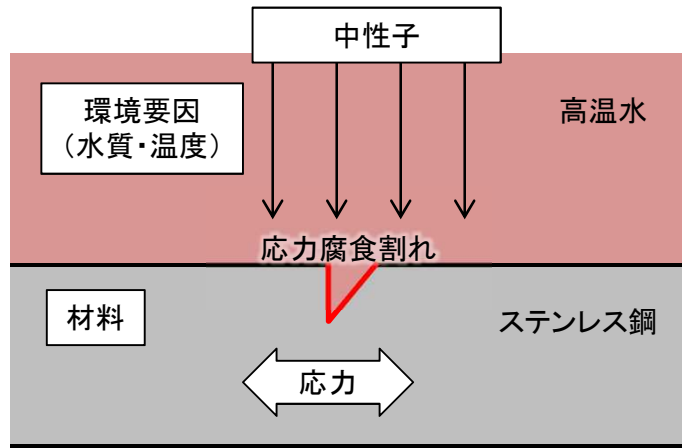 中性子
環境要因
（水質・温度）
高温水
応力腐食割れ
材料
ステンレス鋼
応力